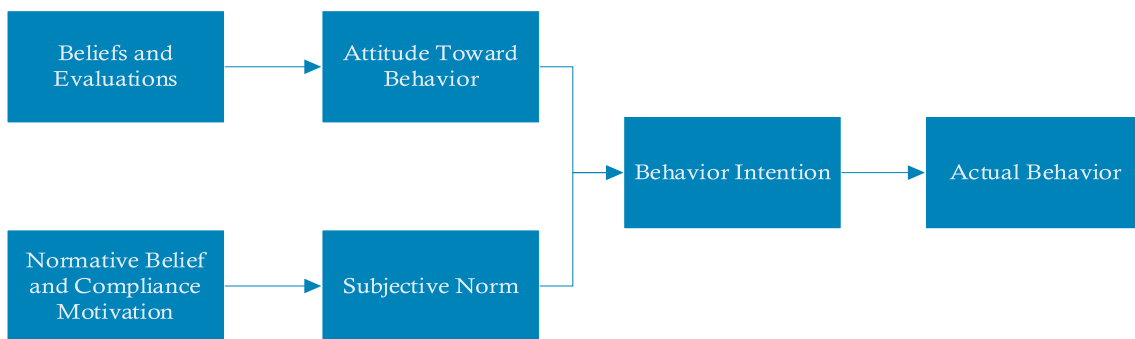 Beliefs and
Evaluations
Attitude Toward
Behavior
Behavior Intention
Actual Behavior
Normative Belief
and Compliance
Motivation
Subjective Norm